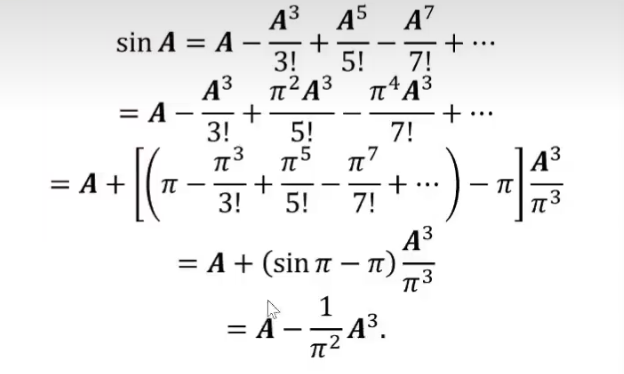 sin A = A − A³/3! + A⁵/5! − A⁷/7! + ⋯
= A − A³/3! + π²A³/5! − π⁴A³/7! + ⋯
= A + [(π − π³/3! + π⁵/5! − π⁷/7! + ⋯) − π] A³/π³
= A + (sin π − π) A³/π³
= A − 1/π² A³.